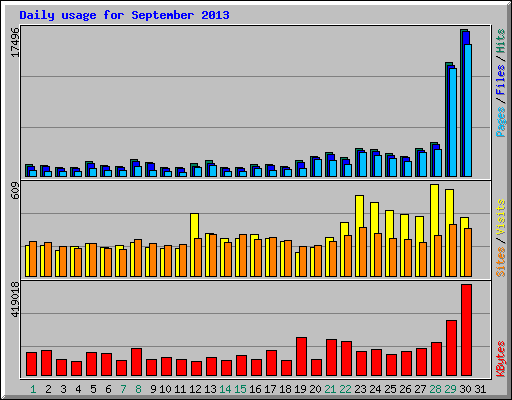 Daily usage for September 2013
17496
Pages / Files / Hits
609
Sites / Visits
419018
KBytes
1 2 3 4 5 6 7 8 9 10 11 12 13 14 15 16 17 18 19 20 21 22 23 24 25 26 27 28 29 30 31